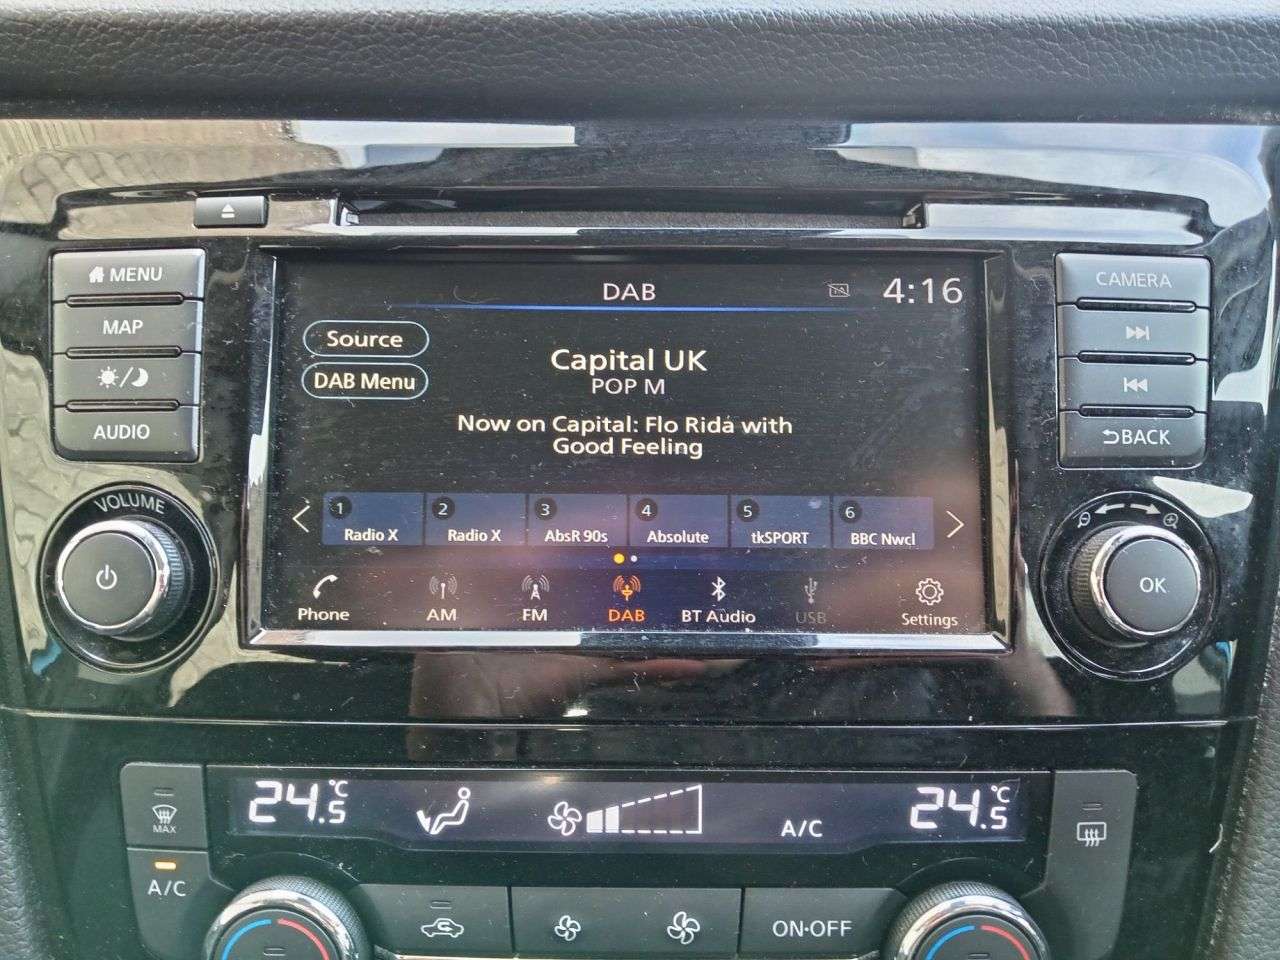 MENU
MAP
AUDIO
VOLUME
DAB
TA
4:16
Source
DAB Menu
Capital UK
POP M
Now on Capital: Flo Rida with
Good Feeling
1 Radio X
2 Radio X
3 AbsR 90s
4 Absolute
5 tkSPORT
6 BBC Nwcl
Phone
AM
FM
DAB
BT Audio
USB
Settings
CAMERA
BACK
OK
MAX
A/C
24.5°C
A/C
24.5°C
ON·OFF